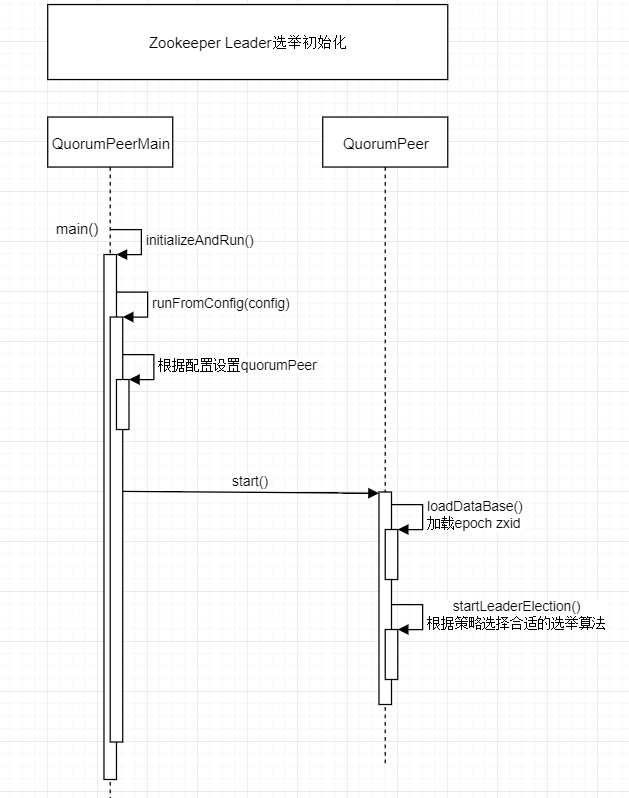 Zookeeper Leader选举初始化
QuorumPeerMain
QuorumPeer
main()
initializeAndRun()
runFromConfig(config)
根据配置设置quorumPeer
start()
loadDataBase()
加载epoch zxid
startLeaderElection()
根据策略选择合适的选举算法